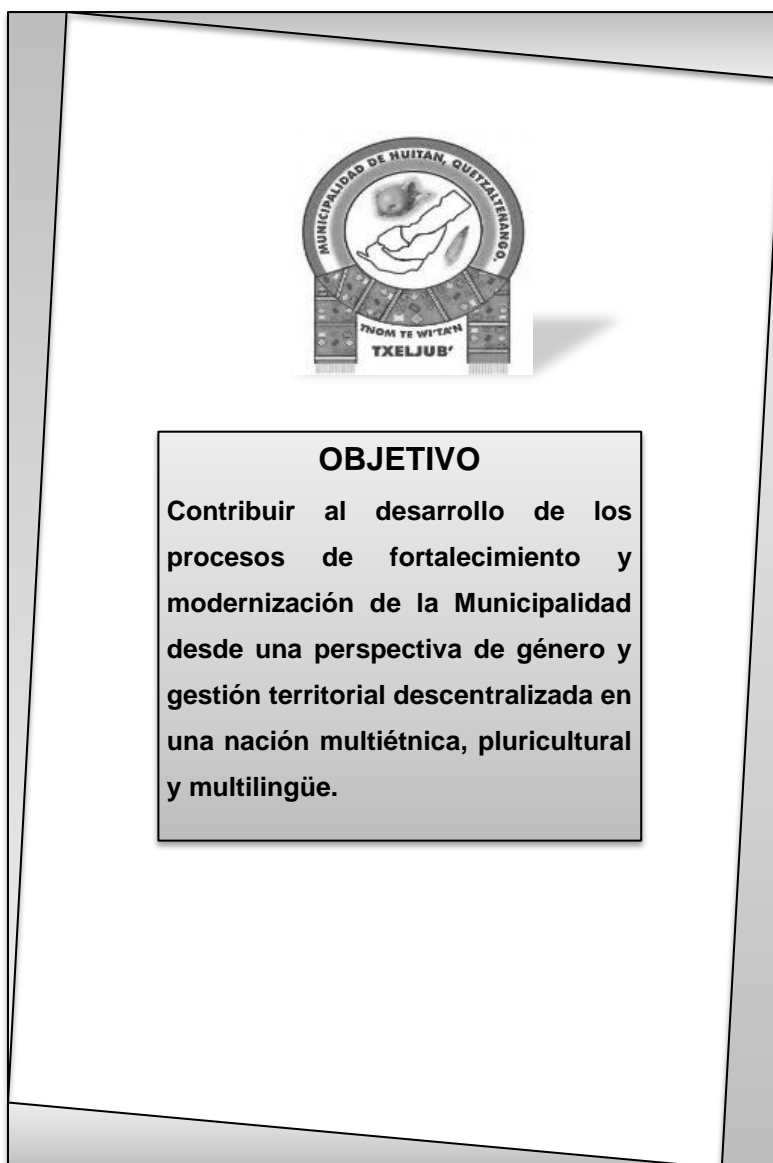 MUNICIPALIDAD DE HUITAN, QUETZALTENANGO.
TNOM TE WI'TA'N
TXELJUB'
OBJETIVO
Contribuir al desarrollo de los
procesos de fortalecimiento y
modernización de la Municipalidad
desde una perspectiva de género y
gestión territorial descentralizada en
una nación multiétnica, pluricultural
y multilingüe.